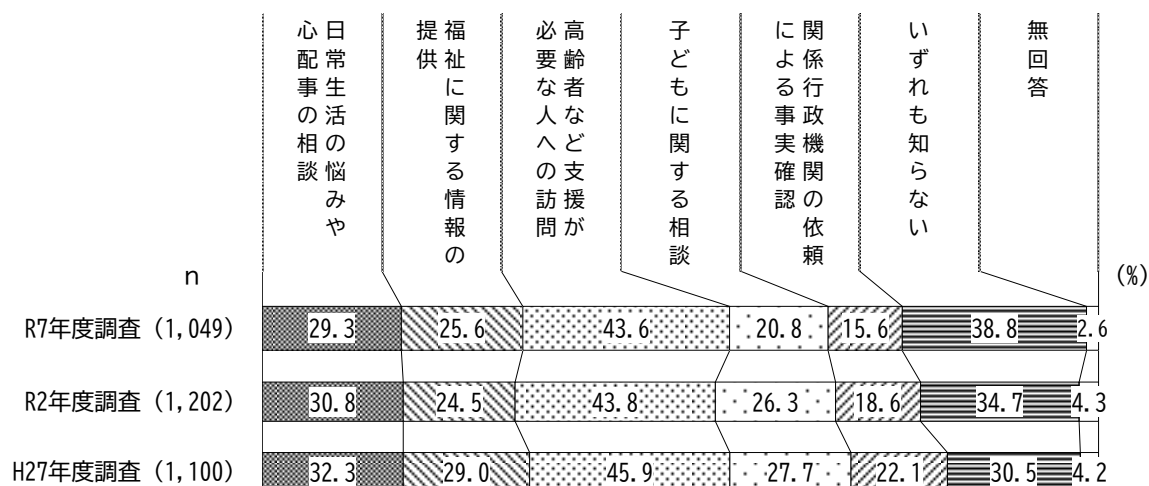 日常生活の悩みや
心配事の相談
福祉に関する情報の
提供
高齢者など支援が
必要な人への訪問
子どもに関する相談
関係行政機関の依頼
による事実確認
いずれも知らない
無回答
n
(%)
R7年度調査 (1,049) 29.3 25.6 43.6 20.8 15.6 38.8 2.6
R2年度調査 (1,202) 30.8 24.5 43.8 26.3 18.6 34.7 4.3
H27年度調査 (1,100) 32.3 29.0 45.9 27.7 22.1 30.5 4.2